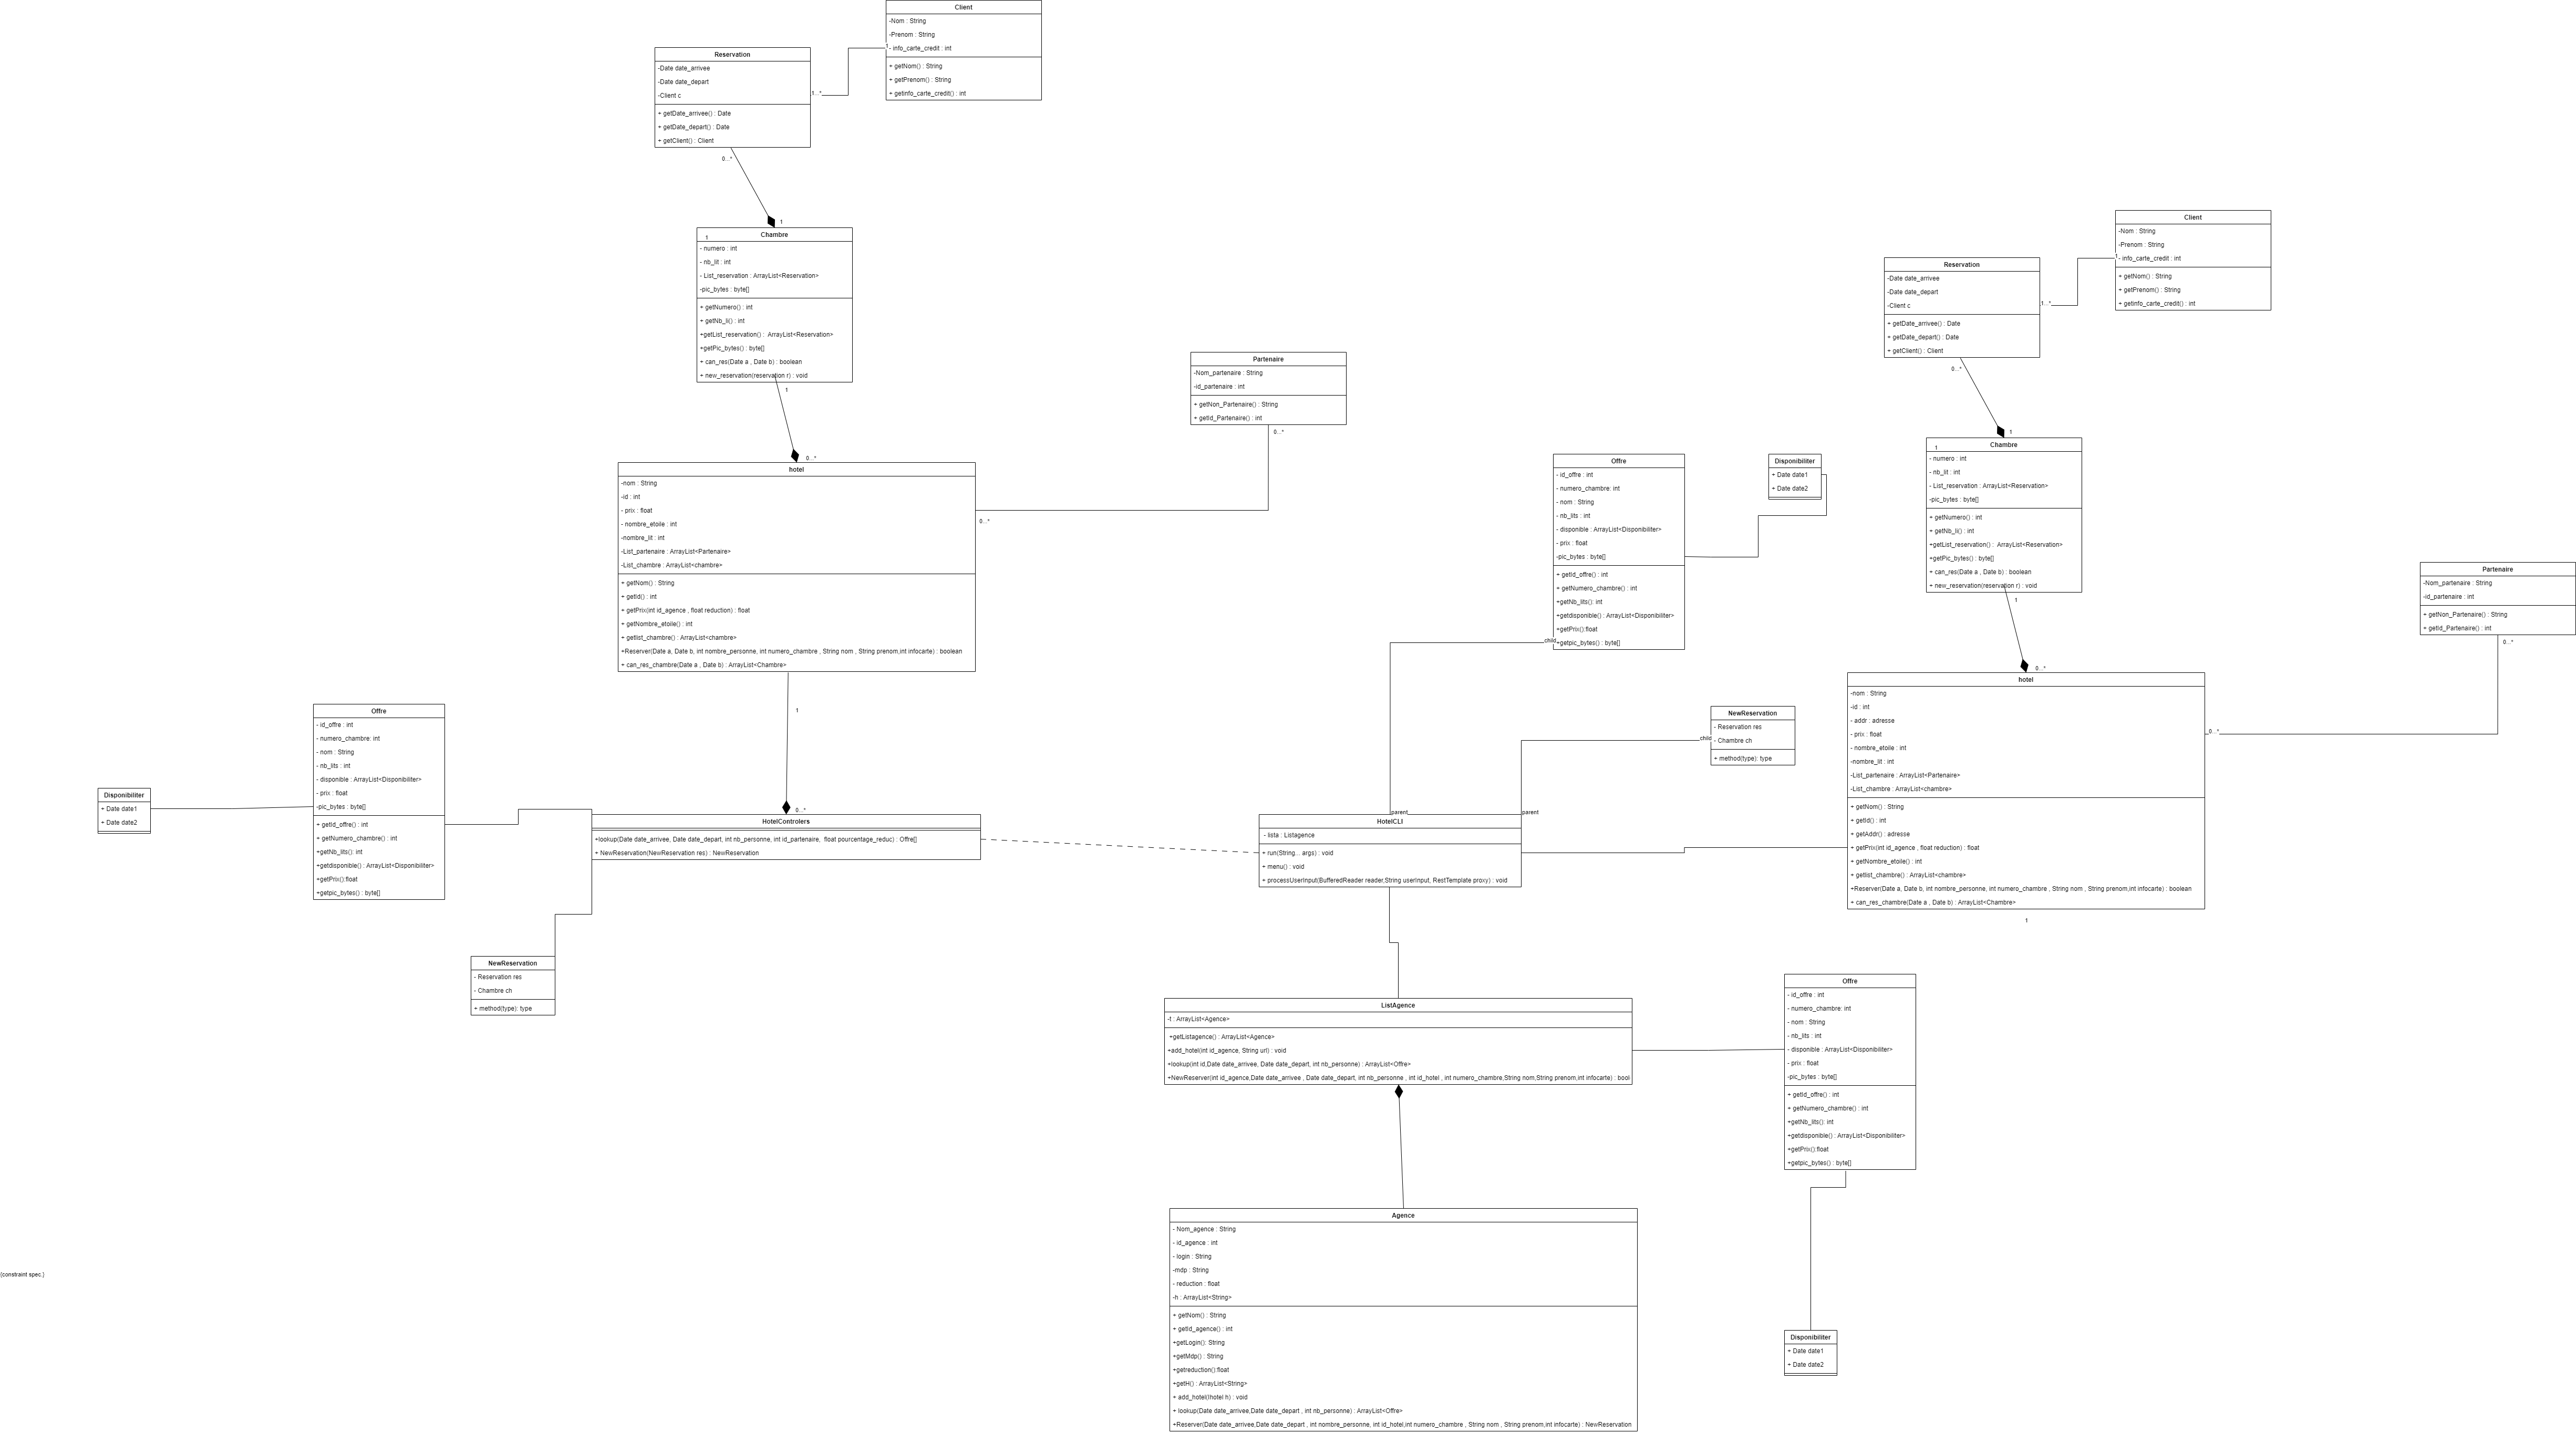 Client
-Nom : String
-Prenom : String
1
- info_carte_credit : int
+ getNom() : String
+ getPrenom() : String
+ getinfo_carte_credit() : int
Reservation
-Date date_arrivee
-Date date_depart
-Client c
1...*
+ getDate_arrivee() : Date
+ getDate_depart() : Date
+ getClient() : Client
0...*
1
Chambre
1
- numero : int
- nb_lit : int
- List_reservation : ArrayList<Reservation>
-pic_bytes : byte[]
+ getNumero() : int
+ getNb_li() : int
+getList_reservation() :  ArrayList<Reservation>
+getPic_bytes() : byte[]
+ can_res(Date a , Date b) : boolean
+ new_reservation(reservation r) : void
1
0...*
Partenaire
-Nom_partenaire : String
-id_partenaire : int
+ getNon_Partenaire() : String
+ getId_Partenaire() : int
0...*
hotel
-nom : String
-id : int
- prix : float
- nombre_etoile : int
-nombre_lit : int
-List_partenaire : ArrayList<Partenaire>
-List_chambre : ArrayList<chambre>
0...*
+ getNom() : String
+ getId() : int
+ getPrix(int id_agence , float reduction) : float
+ getNombre_etoile() : int
+ getlist_chambre() : ArrayList<chambre>
+Reserver(Date a, Date b, int nombre_personne, int numero_chambre , String nom , String prenom,int infocarte) : boolean
+ can_res_chambre(Date a , Date b) : ArrayList<Chambre>
1
0...*
Offre
- id_offre : int
- numero_chambre: int
- nom : String
- nb_lits : int
- disponible : ArrayList<Disponibiliter>
- prix : float
-pic_bytes : byte[]
+ getId_offre() : int
+ getNumero_chambre() : int
+getNb_lits(): int
+getdisponible() : ArrayList<Disponibiliter>
+getPrix():float
+getpic_bytes() : byte[]
Disponibiliter
+ Date date1
+ Date date2
HotelControlers
+lookup(Date date_arrivee, Date date_depart, int nb_personne, int id_partenaire,  float pourcentage_reduc) : Offre[]
+ NewReservation(NewReservation res) : NewReservation
NewReservation
- Reservation res
- Chambre ch
+ method(type): type
Client
-Nom : String
-Prenom : String
1
- info_carte_credit : int
+ getNom() : String
+ getPrenom() : String
+ getinfo_carte_credit() : int
Reservation
-Date date_arrivee
-Date date_depart
-Client c
1...*
+ getDate_arrivee() : Date
+ getDate_depart() : Date
+ getClient() : Client
0...*
1
Chambre
1
- numero : int
- nb_lit : int
- List_reservation : ArrayList<Reservation>
-pic_bytes : byte[]
+ getNumero() : int
+ getNb_li() : int
+getList_reservation() :  ArrayList<Reservation>
+getPic_bytes() : byte[]
+ can_res(Date a , Date b) : boolean
+ new_reservation(reservation r) : void
1
0...*
Partenaire
-Nom_partenaire : String
-id_partenaire : int
+ getNon_Partenaire() : String
+ getId_Partenaire() : int
0...*
hotel
-nom : String
-id : int
- addr : adresse
- prix : float
- nombre_etoile : int
-nombre_lit : int
-List_partenaire : ArrayList<Partenaire>
-List_chambre : ArrayList<chambre>
0...*
+ getNom() : String
+ getId() : int
+ getAddr() : adresse
+ getPrix(int id_agence , float reduction) : float
+ getNombre_etoile() : int
+ getlist_chambre() : ArrayList<chambre>
+Reserver(Date a, Date b, int nombre_personne, int numero_chambre , String nom , String prenom,int infocarte) : boolean
+ can_res_chambre(Date a , Date b) : ArrayList<Chambre>
1
Offre
- id_offre : int
- numero_chambre: int
- nom : String
- nb_lits : int
- disponible : ArrayList<Disponibiliter>
- prix : float
-pic_bytes : byte[]
+ getId_offre() : int
+ getNumero_chambre() : int
+getNb_lits(): int
+getdisponible() : ArrayList<Disponibiliter>
+getPrix():float
child
+getpic_bytes() : byte[]
Disponibiliter
+ Date date1
+ Date date2
NewReservation
- Reservation res
child
- Chambre ch
+ method(type): type
parent
parent
HotelCLI
- lista : Listagence
+ run(String... args) : void
+ menu() : void
+ processUserInput(BufferedReader reader,String userInput, RestTemplate proxy) : void
ListAgence
-t : ArrayList<Agence>
+getListagence() : ArrayList<Agence>
+add_hotel(int id_agence, String url) : void
+lookup(int id,Date date_arrivee, Date date_depart, int nb_personne) : ArrayList<Offre>
+NewReserver(int id_agence,Date date_arrivee , Date date_depart, int nb_personne , int id_hotel , int numero_chambre,String nom,String prenom,int infocarte) : bool
Offre
- id_offre : int
- numero_chambre: int
- nom : String
- nb_lits : int
- disponible : ArrayList<Disponibiliter>
- prix : float
-pic_bytes : byte[]
+ getId_offre() : int
+ getNumero_chambre() : int
+getNb_lits(): int
+getdisponible() : ArrayList<Disponibiliter>
+getPrix():float
+getpic_bytes() : byte[]
Agence
- Nom_agence : String
- id_agence : int
- login : String
-mdp : String
- reduction : float
-h : ArrayList<String>
+ getNom() : String
+ getId_agence() : int
+getLogin(): String
+getMdp() : String
+getreduction():float
+getH() : ArrayList<String>
+ add_hotel(Ihotel h) : void
+ lookup(Date date_arrivee,Date date_depart , int nb_personne) : ArrayList<Offre>
+Reserver(Date date_arrivee,Date date_depart , int nombre_personne, int id_hotel,int numero_chambre , String nom , String prenom,int infocarte) : NewReservation
Disponibiliter
+ Date date1
+ Date date2
{constraint spec.}